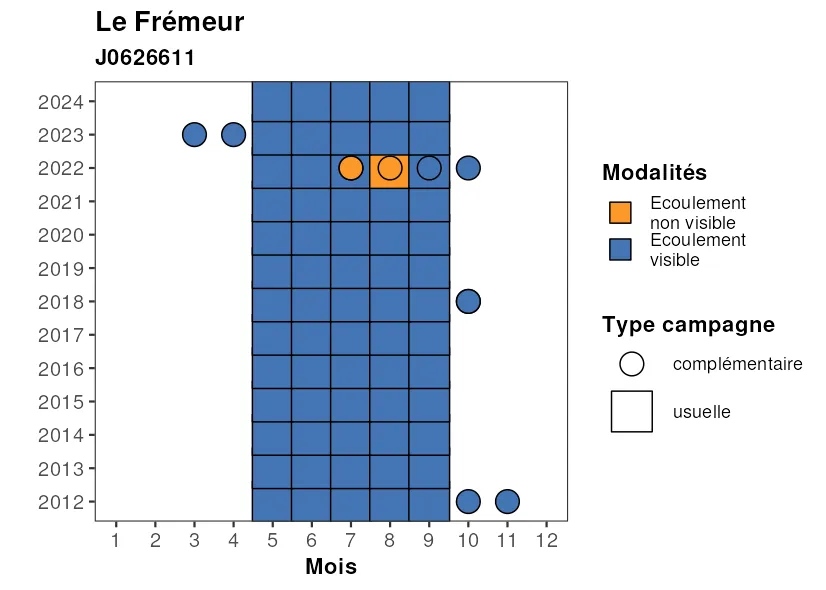 Le Frémeur
J0626611
2024
2023
2022
2021
2020
2019
2018
2017
2016
2015
2014
2013
2012
1 2 3 4 5 6 7 8 9 10 11 12
Mois
Modalités
Ecoulement
non visible
Ecoulement
visible
Type campagne
complémentaire
usuelle